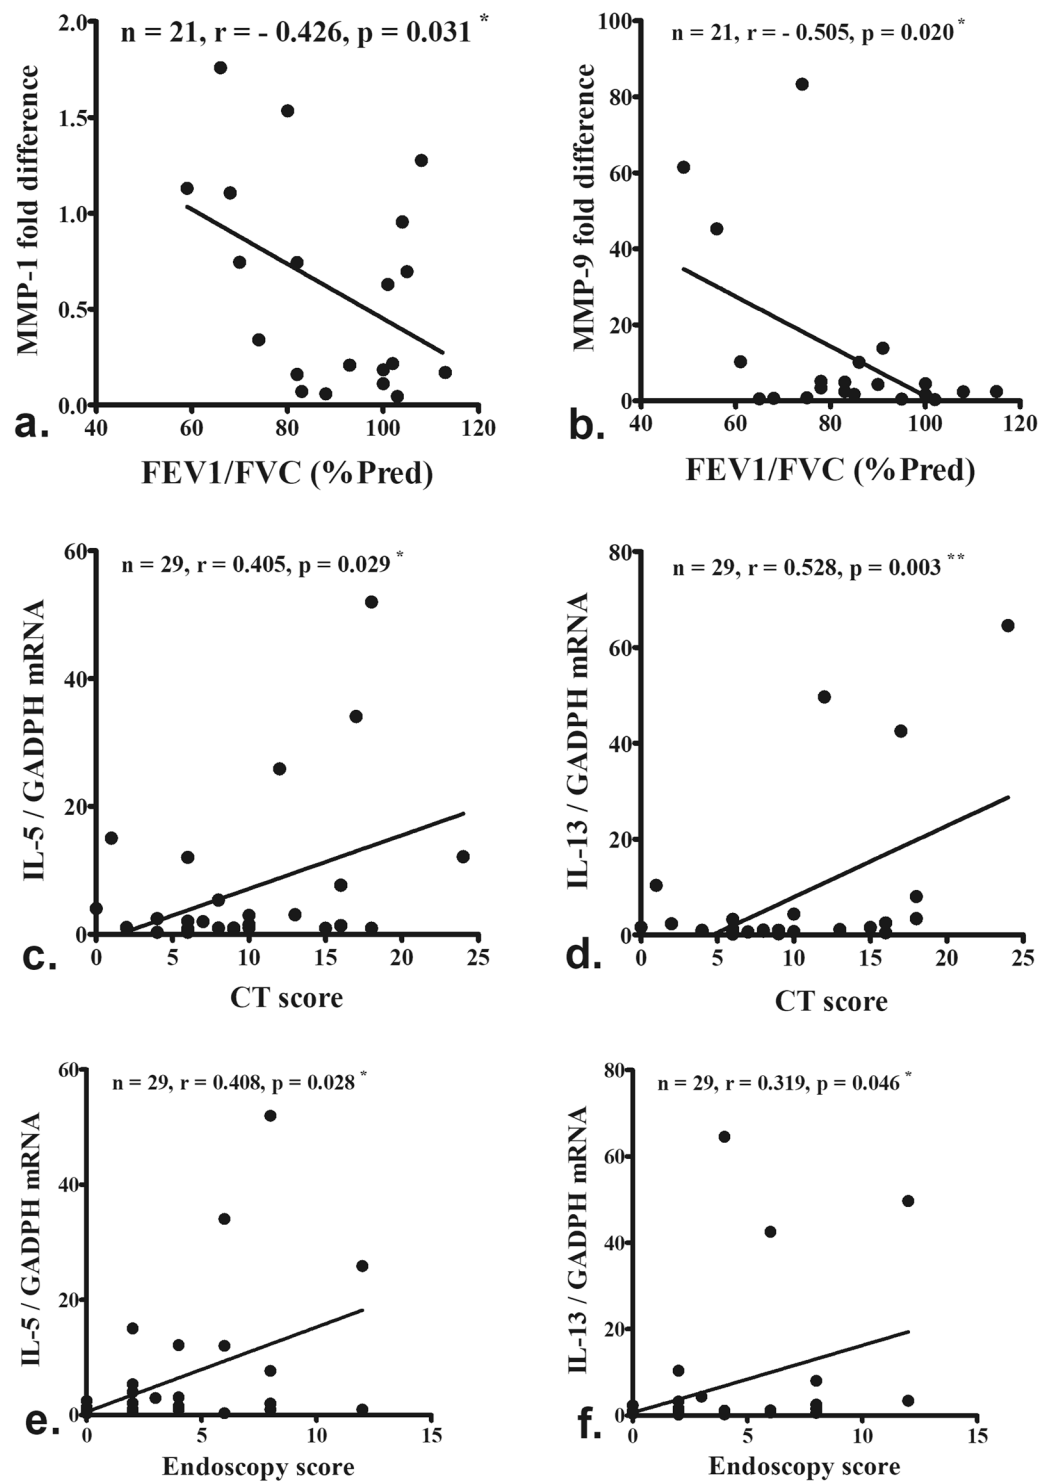 n = 21, r = - 0.426, p = 0.031 *
MMP-1 fold difference
2.0
1.5
1.0
0.5
0.0
40 60 80 100 120
a.
FEV1/FVC (%Pred)
n = 21, r = - 0.505, p = 0.020 *
MMP-9 fold difference
100
80
60
40
20
0
40 60 80 100 120
b.
FEV1/FVC (%Pred)
n = 29, r = 0.405, p = 0.029 *
IL-5 / GADPH mRNA
60
40
20
0
0 5 10 15 20 25
c.
CT score
n = 29, r = 0.528, p = 0.003 **
IL-13 / GADPH mRNA
80
60
40
20
0
0 5 10 15 20 25
d.
CT score
n = 29, r = 0.408, p = 0.028 *
IL-5 / GADPH mRNA
60
40
20
0
0 5 10 15
e.
Endoscopy score
n = 29, r = 0.319, p = 0.046 *
IL-13 / GADPH mRNA
80
60
40
20
0
0 5 10 15
f.
Endoscopy score